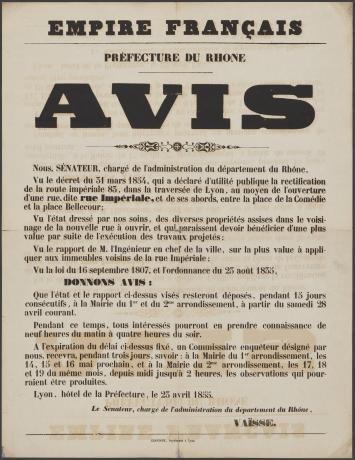 EMPIRE FRANÇAIS
PRÉFECTURE DU RHONE
AVIS
Nous, SÉNATEUR, chargé de l'administration du département du Rhône,
Vu le décret du 31 mars 1854, qui a déclaré d'utilité publique la rectification
de la route impériale 83, dans la traversée de Lyon, au moyen de l'ouverture
d'une rue, dite rue Impériale, et de ses abords, entre la place de la Comédie
et la place Bellecour;
Vu l'état dressé par nos soins, des diverses propriétés assises dans le voisi-
nage de la nouvelle rue à ouvrir, et qui paraissent devoir bénéficier d'une plus
value par suite de l'exécution des travaux projetés;
Vu le rapport de M. l'Ingénieur en chef de la ville, sur la plus value à appli-
quer aux immeubles voisins de la rue Impériale;
Vu la loi du 16 septembre 1807, et l'ordonnance du 23 août 1835,
DONNONS AVIS:
Que l'état et le rapport ci-dessus visés resteront déposés, pendant 15 jours
consécutifs, à la Mairie du 1er et du 2me arrondissement, à partir du samedi 28
avril courant.
Pendant ce temps, tous intéressés pourront en prendre connaissance de
neuf heures du matin à quatre heures du soir.
A l'expiration du délai ci-dessus fixé, un Commissaire enquêteur désigné par
nous, recevra, pendant trois jours, savoir: à la Mairie du 1er arrondissement, les
14, 15 et 16 mai prochain, et à la Mairie du 2me arrondissement, les 17, 18
et 19 du même mois, depuis midi jusqu'à 2 heures, les observations qui pour-
raient être produites.
Lyon, hôtel de la Préfecture, le 25 avril 1855.
Le Sénateur, chargé de l'administration du département du Rhône,
VAÏSSE.